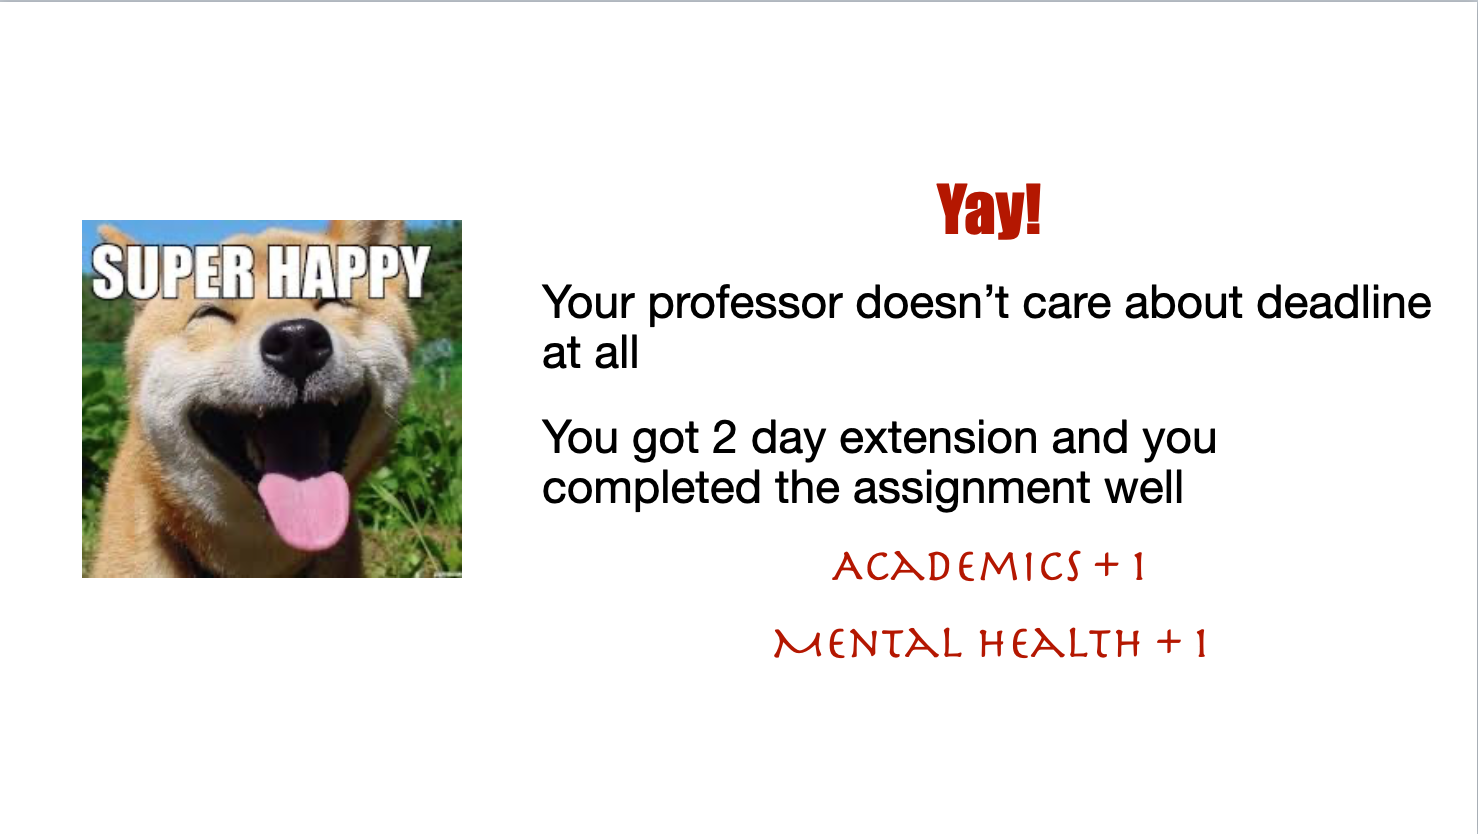 SUPER HAPPY
Yay!
Your professor doesn’t care about deadline
at all
You got 2 day extension and you
completed the assignment well
ACADEMICS + 1
MENTAL HEALTH + 1